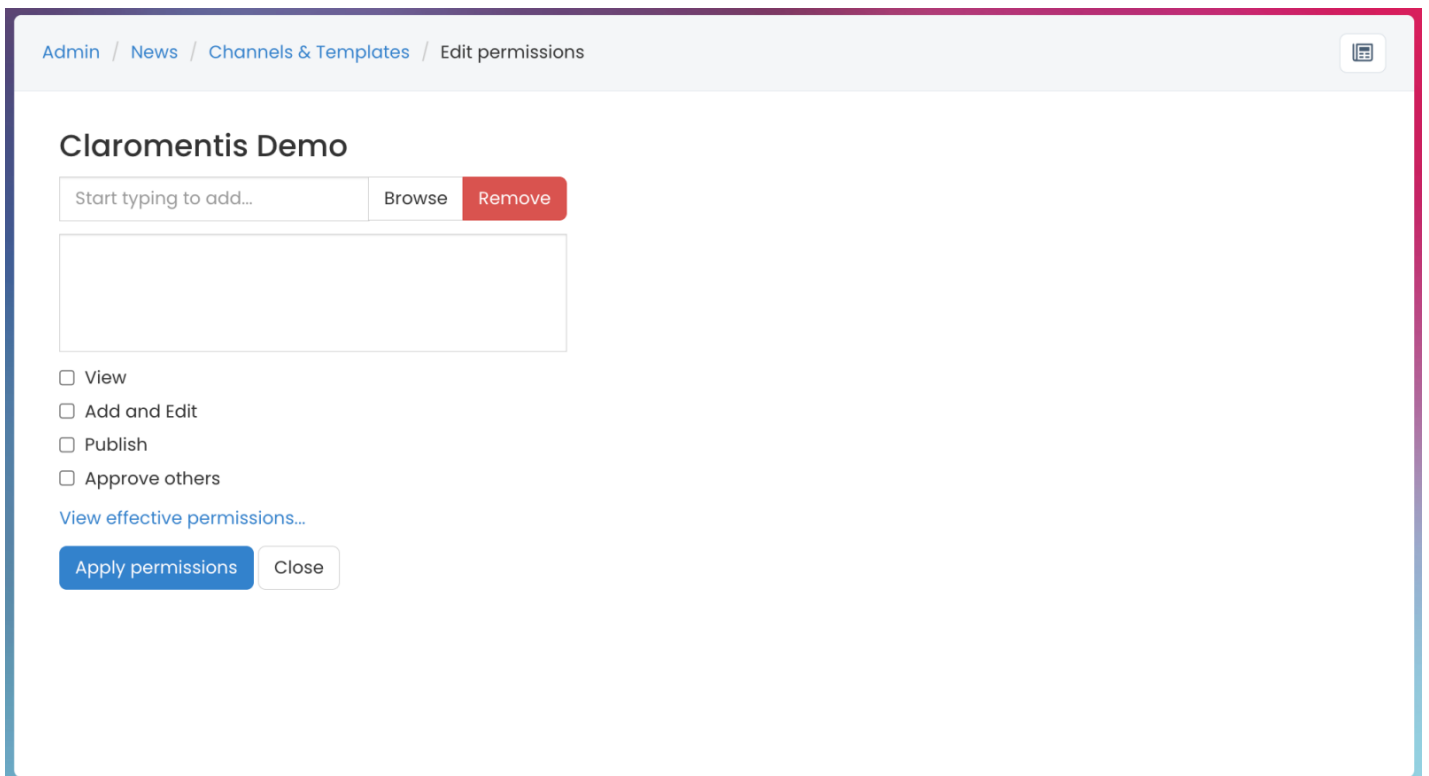 Admin / News / Channels & Templates / Edit permissions
Claromentis Demo
Start typing to add... Browse Remove
View
Add and Edit
Publish
Approve others
View effective permissions...
Apply permissions Close